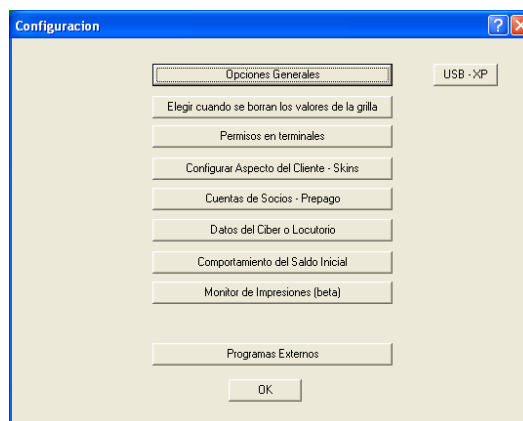 Configuracion
Opciones Generales
USB - XP
Elegir cuando se borran los valores de la grilla
Permisos en terminales
Configurar Aspecto del Cliente - Skins
Cuentas de Socios - Prepago
Datos del Ciber o Locutorio
Comportamiento del Saldo Inicial
Monitor de Impresiones (beta)
Programas Externos
OK